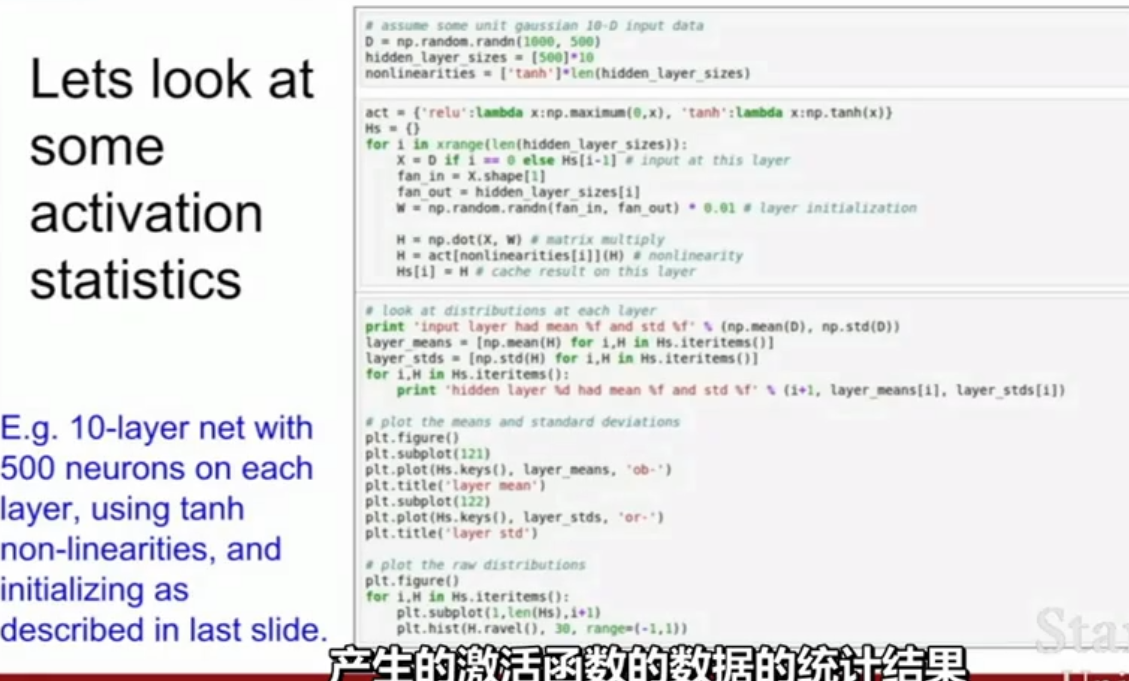 Lets look at
some
activation
statistics
E.g. 10-layer net with
500 neurons on each
layer, using tanh
non-linearities, and
initializing as
described in last slide.
# assume some unit gaussian 10-D input data
D = np.random.randn(1000, 500)
hidden_layer_sizes = [500]*10
nonlinearities = ['tanh']*len(hidden_layer_sizes)
act = {'relu':lambda x:np.maximum(0,x), 'tanh':lambda x:np.tanh(x)}
Hs = {}
for i in xrange(len(hidden_layer_sizes)):
    X = D if i == 0 else Hs[i-1] # input at this layer
    fan_in = X.shape[1]
    fan_out = hidden_layer_sizes[i]
    W = np.random.randn(fan_in, fan_out) * 0.01 # layer initialization
    H = np.dot(X, W) # matrix multiply
    H = act[nonlinearities[i]](H) # nonlinearity
    Hs[i] = H # cache result on this layer
# look at distributions at each layer
print 'input layer had mean %f and std %f' % (np.mean(D), np.std(D))
layer_means = [np.mean(H) for i,H in Hs.iteritems()]
layer_stds = [np.std(H) for i,H in Hs.iteritems()]
for i,H in Hs.iteritems():
    print 'hidden layer %d had mean %f and std %f' % (i+1, layer_means[i], layer_stds[i])
# plot the means and standard deviations
plt.figure()
plt.subplot(121)
plt.plot(Hs.keys(), layer_means, 'ob-')
plt.title('layer mean')
plt.subplot(122)
plt.plot(Hs.keys(), layer_stds, 'or-')
plt.title('layer std')
# plot the raw distributions
plt.figure()
for i,H in Hs.iteritems():
    plt.subplot(1,len(Hs),i+1)
    plt.hist(H.ravel(), 30, range=(-1,1))
产生的激活函数的数据的统计结果